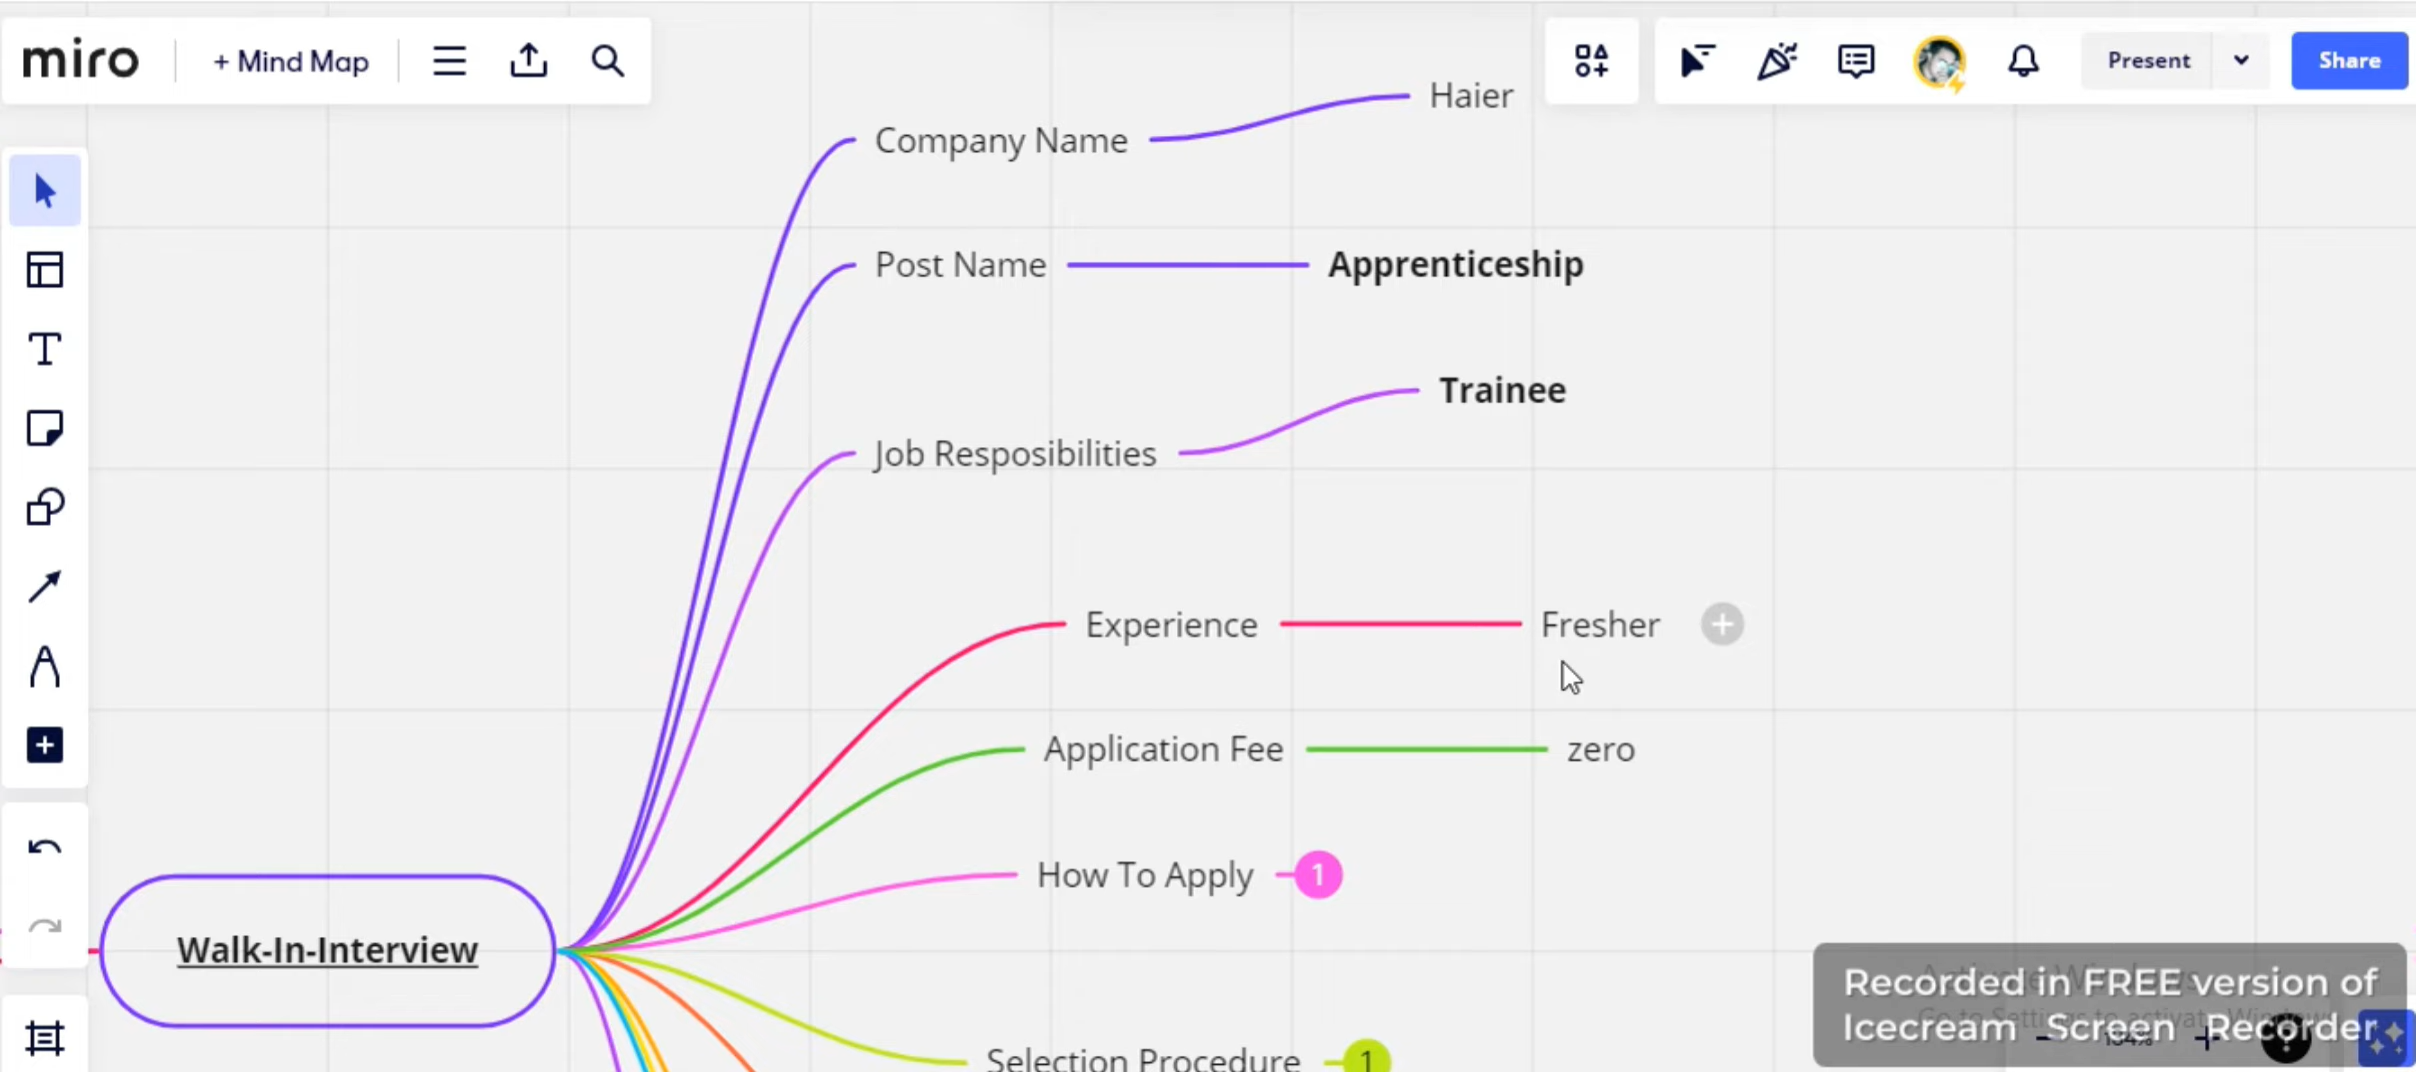 miro
+ Mind Map
Present
Share
Haier
Company Name
Post Name
Apprenticeship
Trainee
Job Resposibilities
Experience
Fresher
Application Fee
zero
How To Apply
1
Walk-In-Interview
Selection Procedure
1
Recorded in FREE version of
Icecream Screen Recorder